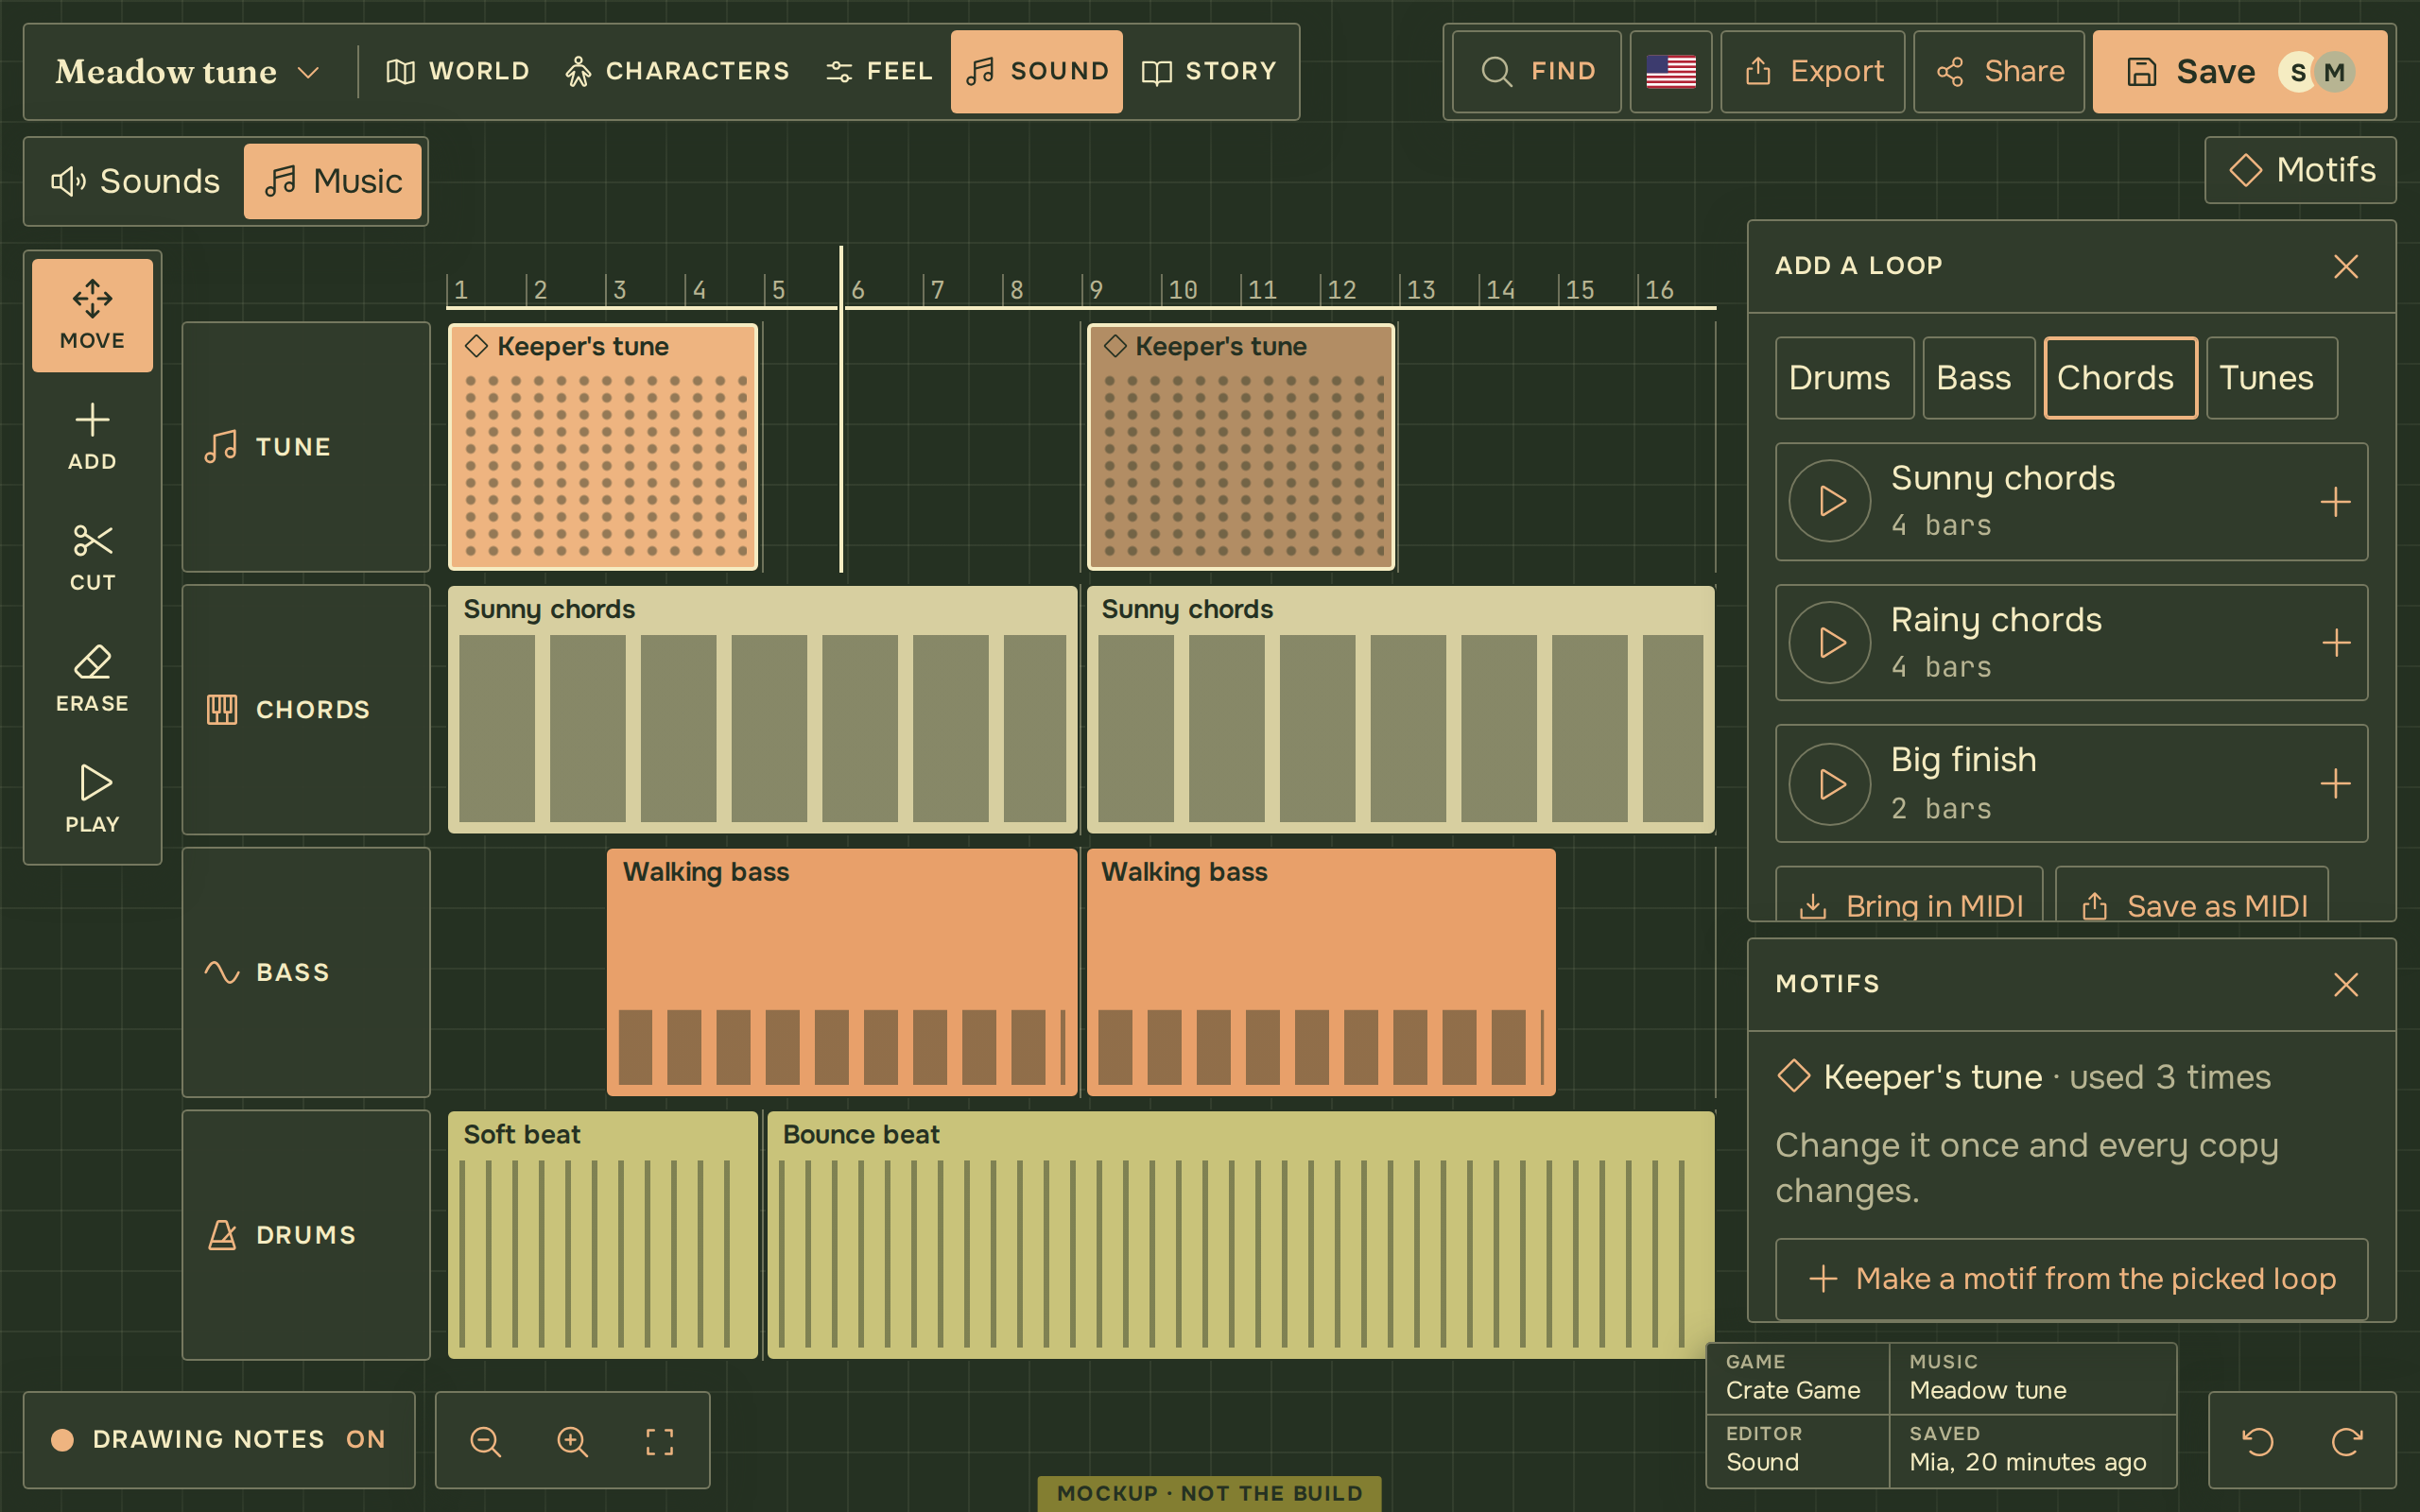 Meadow tune
WORLD
CHARACTERS
FEEL
SOUND
STORY
FIND
Export
Share
Save
S
M
Sounds
Music
Motifs
MOVE
ADD
CUT
ERASE
PLAY
1 2 3 4 5 6 7 8 9 10 11 12 13 14 15 16
TUNE
Keeper's tune
Keeper's tune
CHORDS
Sunny chords
Sunny chords
BASS
Walking bass
Walking bass
DRUMS
Soft beat
Bounce beat
ADD A LOOP
Drums
Bass
Chords
Tunes
Sunny chords
4 bars
Rainy chords
4 bars
Big finish
2 bars
Bring in MIDI
Save as MIDI
MOTIFS
Keeper's tune · used 3 times
Change it once and every copy
changes.
Make a motif from the picked loop
DRAWING NOTES ON
GAME
Crate Game
MUSIC
Meadow tune
EDITOR
Sound
SAVED
Mia, 20 minutes ago
MOCKUP · NOT THE BUILD